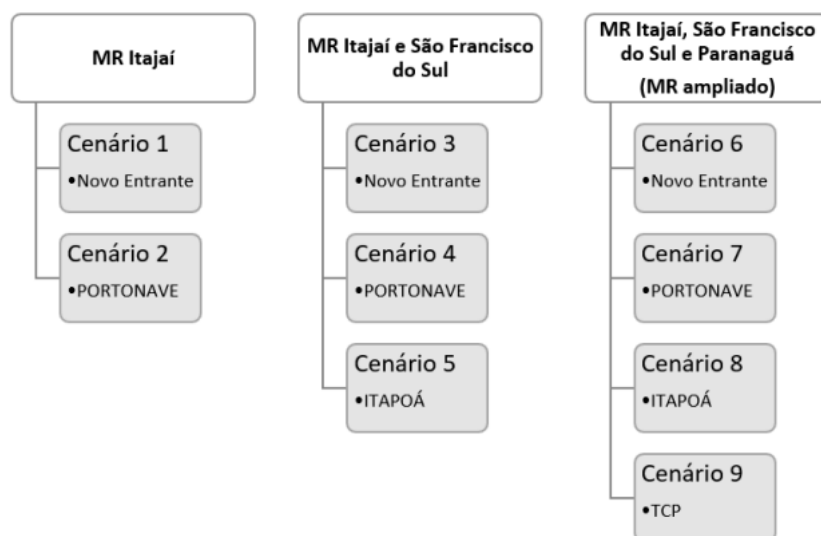 MR Itajaí
Cenário 1
•Novo Entrante
Cenário 2
•PORTONAVE
MR Itajaí e São Francisco
do Sul
Cenário 3
•Novo Entrante
Cenário 4
•PORTONAVE
Cenário 5
•ITAPOÁ
MR Itajaí, São Francisco
do Sul e Paranaguá
(MR ampliado)
Cenário 6
•Novo Entrante
Cenário 7
•PORTONAVE
Cenário 8
•ITAPOÁ
Cenário 9
•TCP